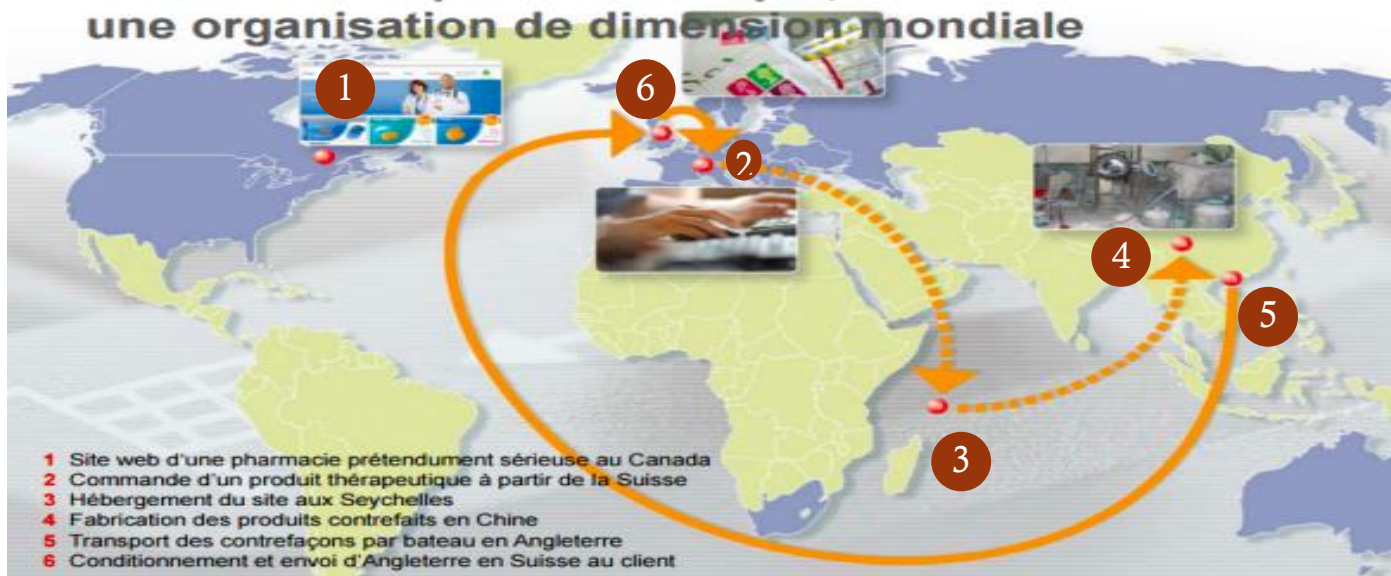 une organisation de dimension mondiale
1
6
2
4
5
3
1 Site web d'une pharmacie prétendument sérieuse au Canada
2 Commande d'un produit thérapeutique à partir de la Suisse
3 Hébergement du site aux Seychelles
4 Fabrication des produits contrefaits en Chine
5 Transport des contrefaçons par bateau en Angleterre
6 Conditionnement et envoi d'Angleterre en Suisse au client